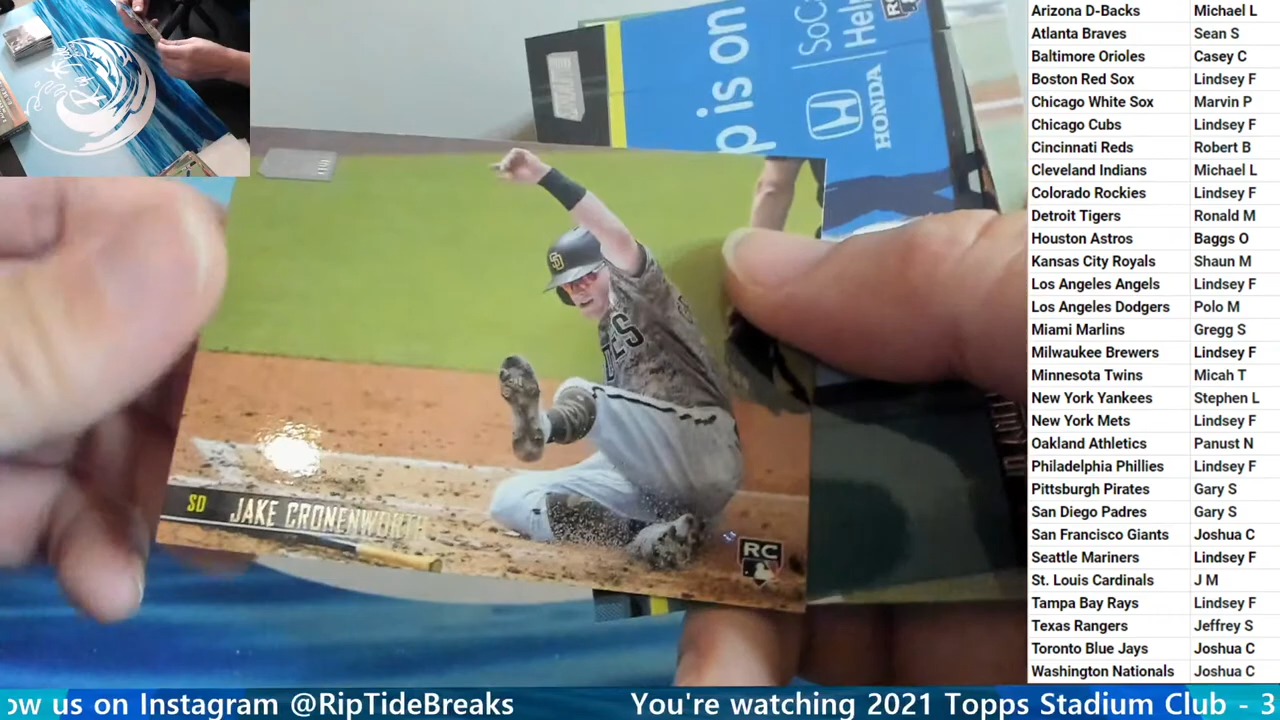 p is on
SoCa
Hel
HONDA
SD
SD JAKE CRONENWORTH
RC
Arizona D-Backs Michael L
Atlanta Braves Sean S
Baltimore Orioles Casey C
Boston Red Sox Lindsey F
Chicago White Sox Marvin P
Chicago Cubs Lindsey F
Cincinnati Reds Robert B
Cleveland Indians Michael L
Colorado Rockies Lindsey F
Detroit Tigers Ronald M
Houston Astros Baggs O
Kansas City Royals Shaun M
Los Angeles Angels Lindsey F
Los Angeles Dodgers Polo M
Miami Marlins Gregg S
Milwaukee Brewers Lindsey F
Minnesota Twins Micah T
New York Yankees Stephen L
New York Mets Lindsey F
Oakland Athletics Panust N
Philadelphia Phillies Lindsey F
Pittsburgh Pirates Gary S
San Diego Padres Gary S
San Francisco Giants Joshua C
Seattle Mariners Lindsey F
St. Louis Cardinals J M
Tampa Bay Rays Lindsey F
Texas Rangers Jeffrey S
Toronto Blue Jays Joshua C
Washington Nationals Joshua C
ow us on Instagram @RipTideBreaks You're watching 2021 Topps Stadium Club - 3